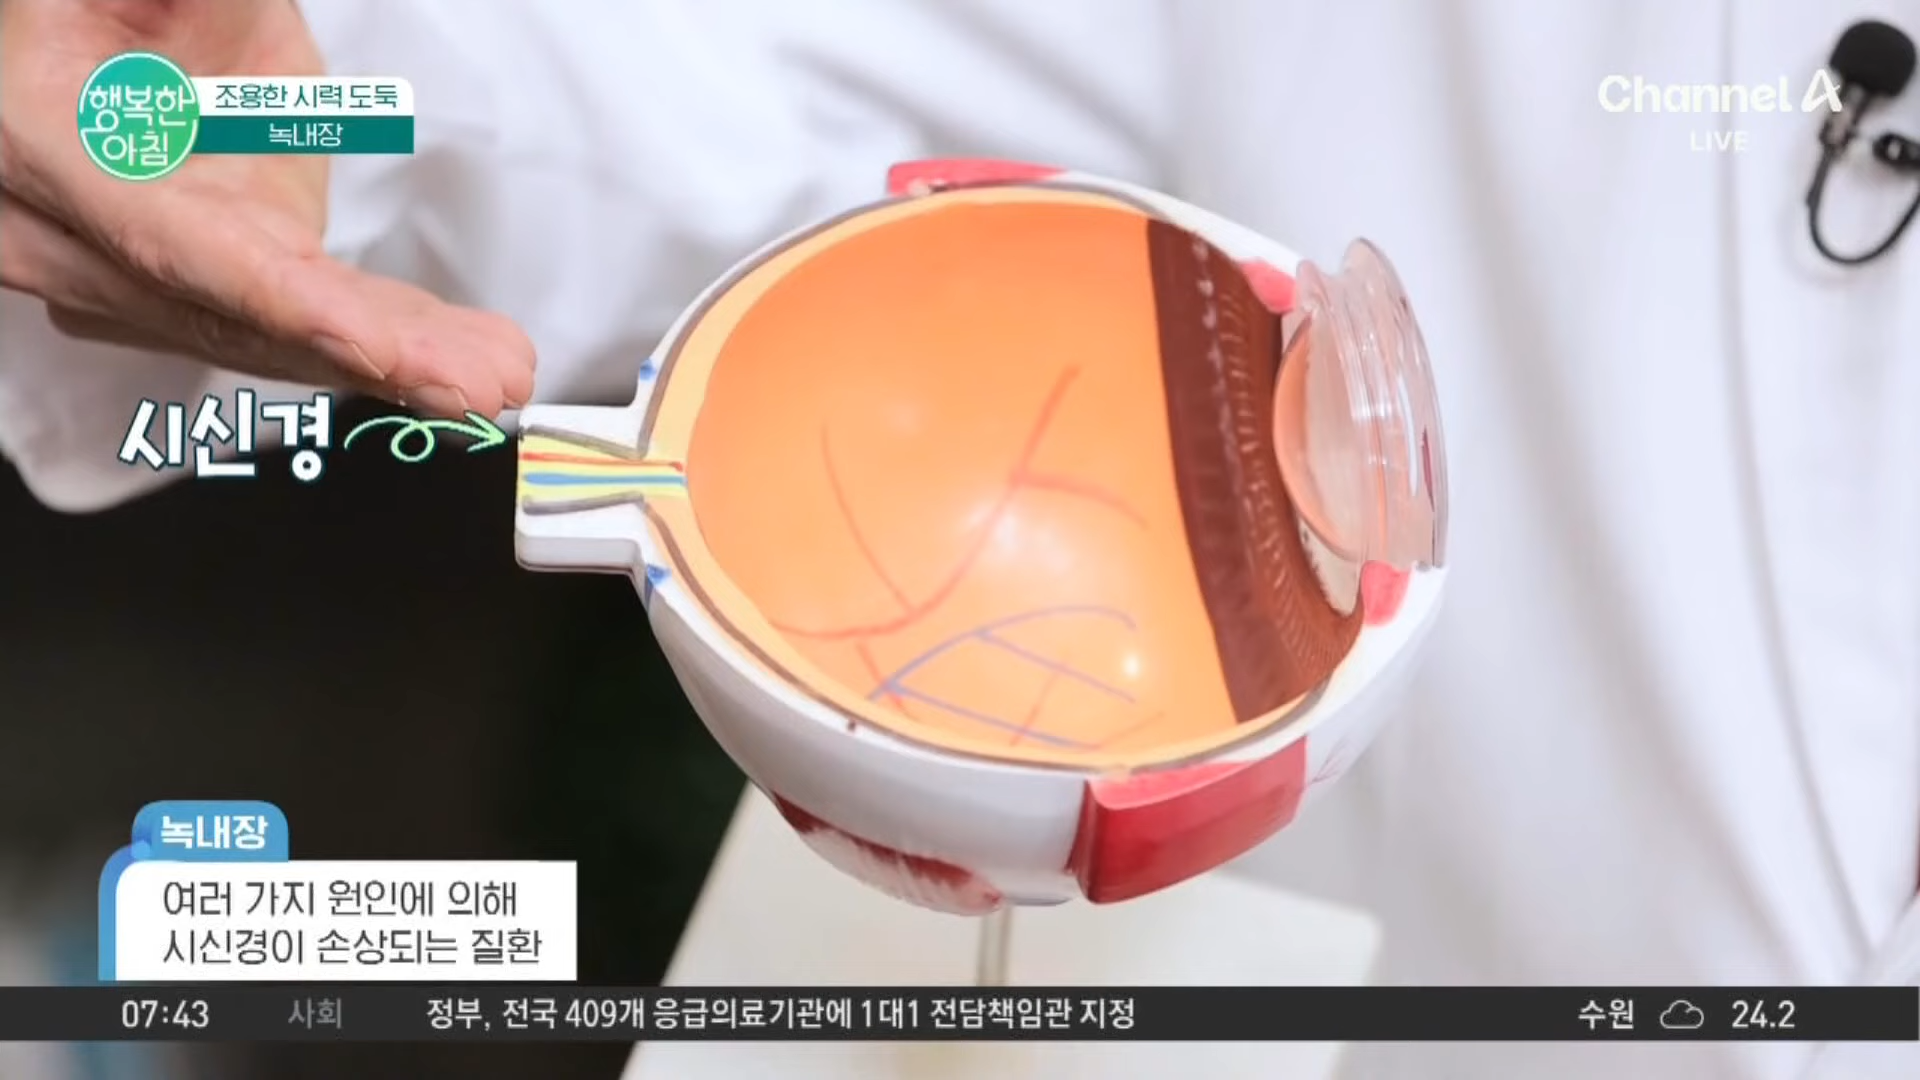 행복한
아침
조용한 시력 도둑
녹내장
Channel A
LIVE
시신경
녹내장
여러 가지 원인에 의해
시신경이 손상되는 질환
07:43 사회 정부, 전국 409개 응급의료기관에 1대1 전담책임관 지정 수원 24.2